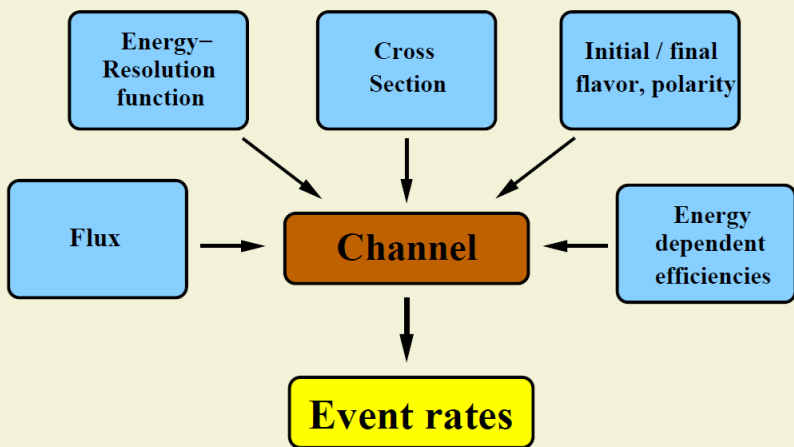 Energy−
Resolution
function
Cross
Section
Initial / final
flavor, polarity
Flux
Channel
Energy
dependent
efficiencies
Event rates